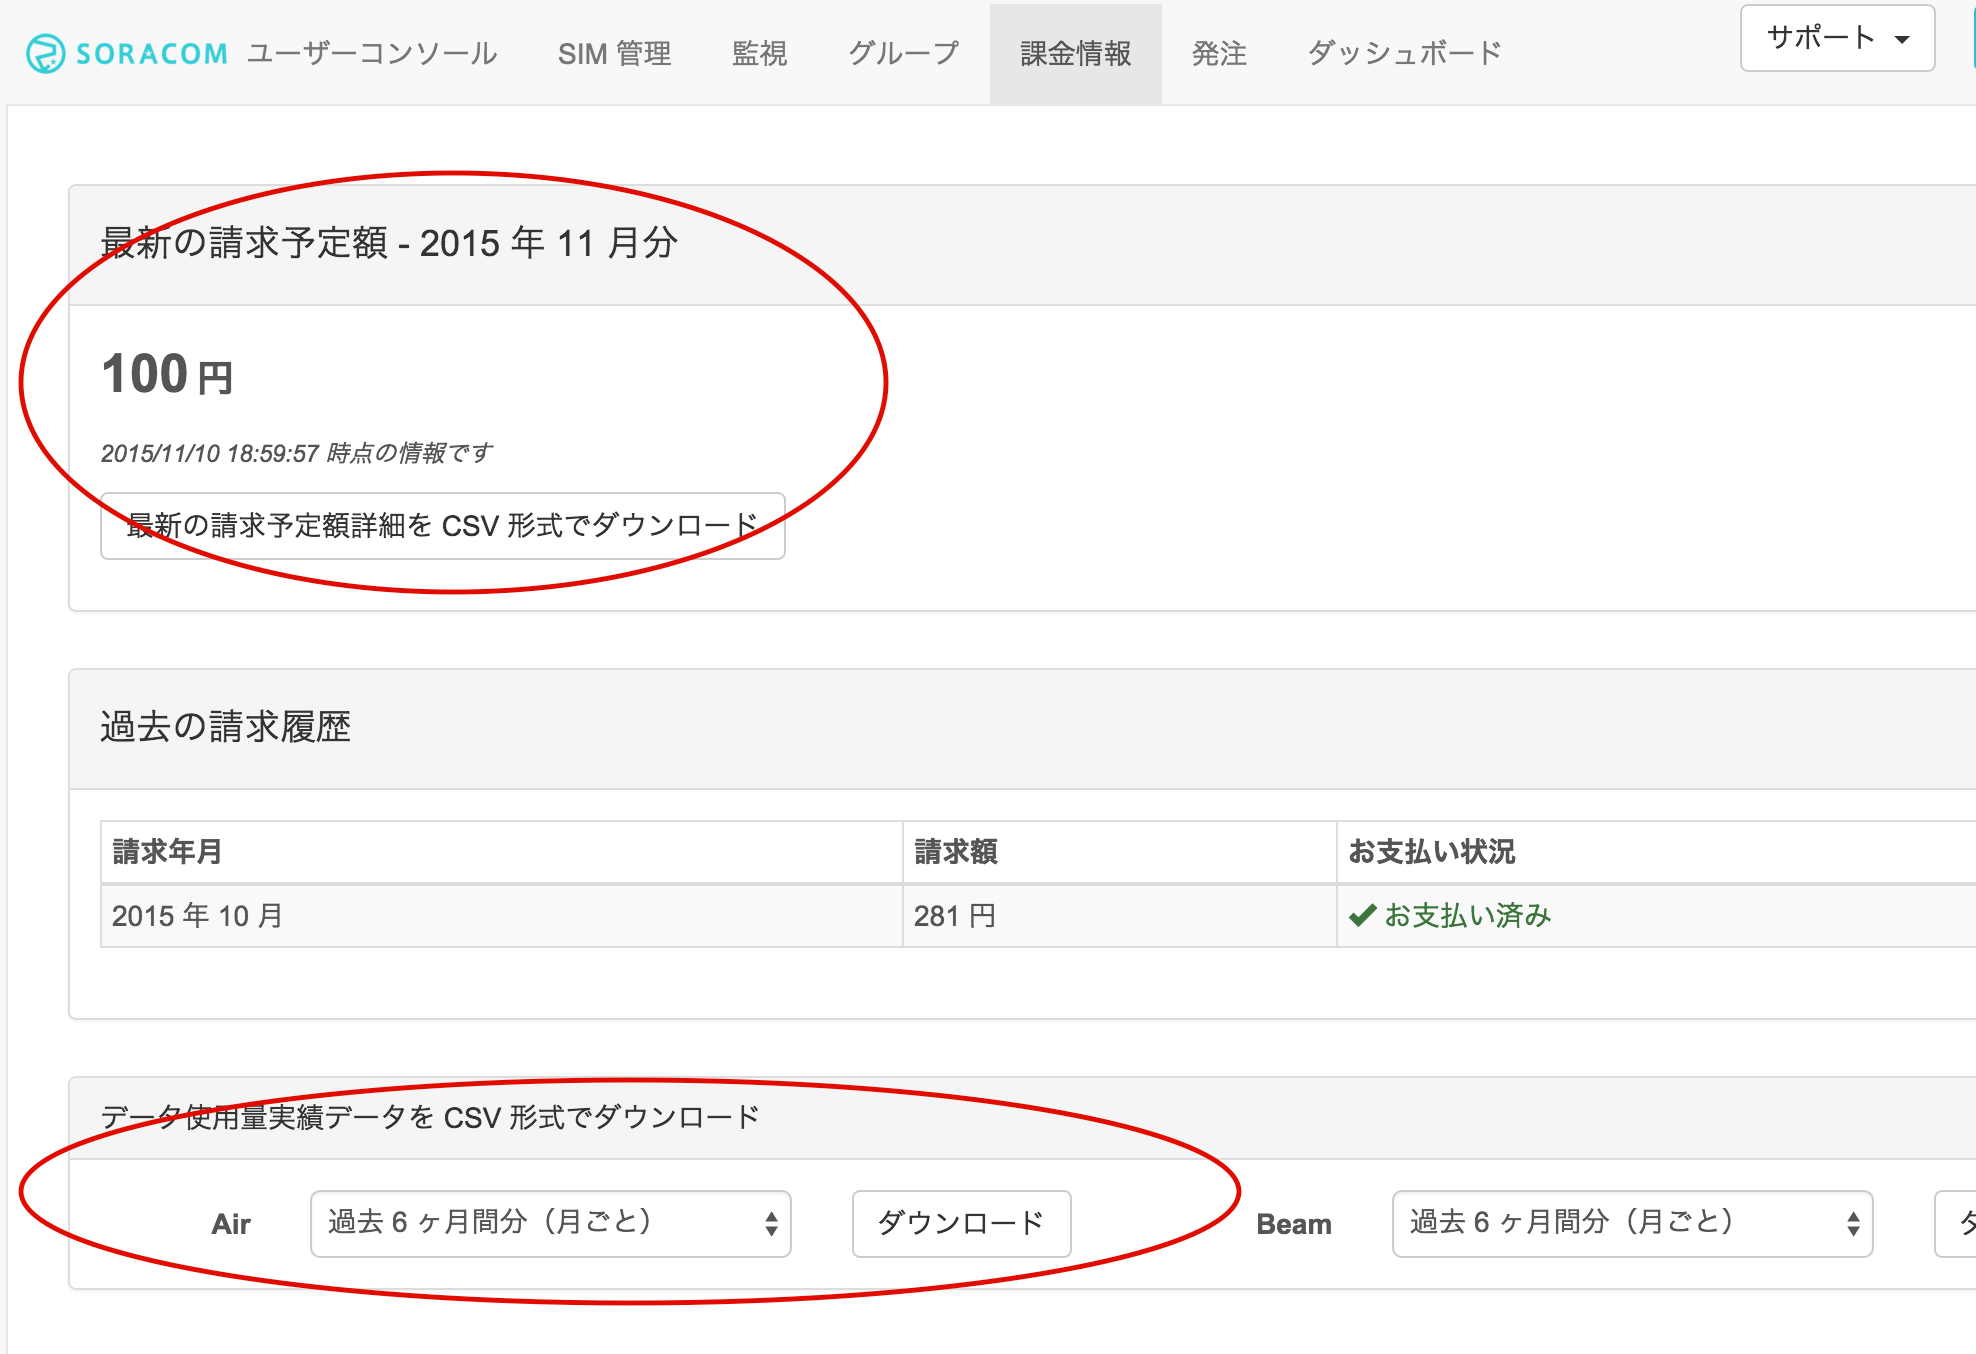 SORACOM ユーザーコンソール SIM 管理 監視 グループ 課金情報 発注 ダッシュボード サポート
最新の請求予定額 - 2015 年 11 月分
100 円
2015/11/10 18:59:57 時点の情報です
最新の請求予定額詳細を CSV 形式でダウンロード
過去の請求履歴
請求年月 請求額 お支払い状況
2015 年 10 月 281 円 お支払い済み
データ使用量実績データを CSV 形式でダウンロード
Air 過去 6 ヶ月間分（月ごと） ダウンロード Beam 過去 6 ヶ月間分（月ごと）